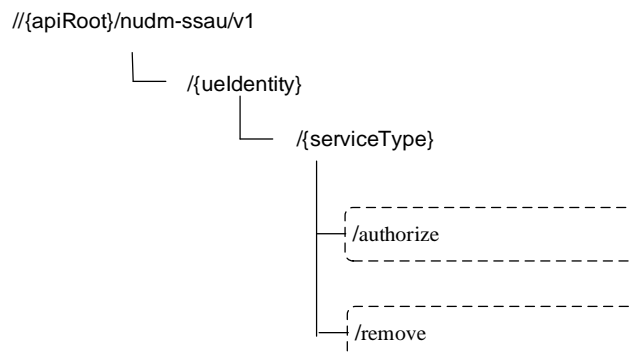 //{apiRoot}/nudm-ssau/v1
/{ueIdentity}
/{serviceType}
/authorize
/remove